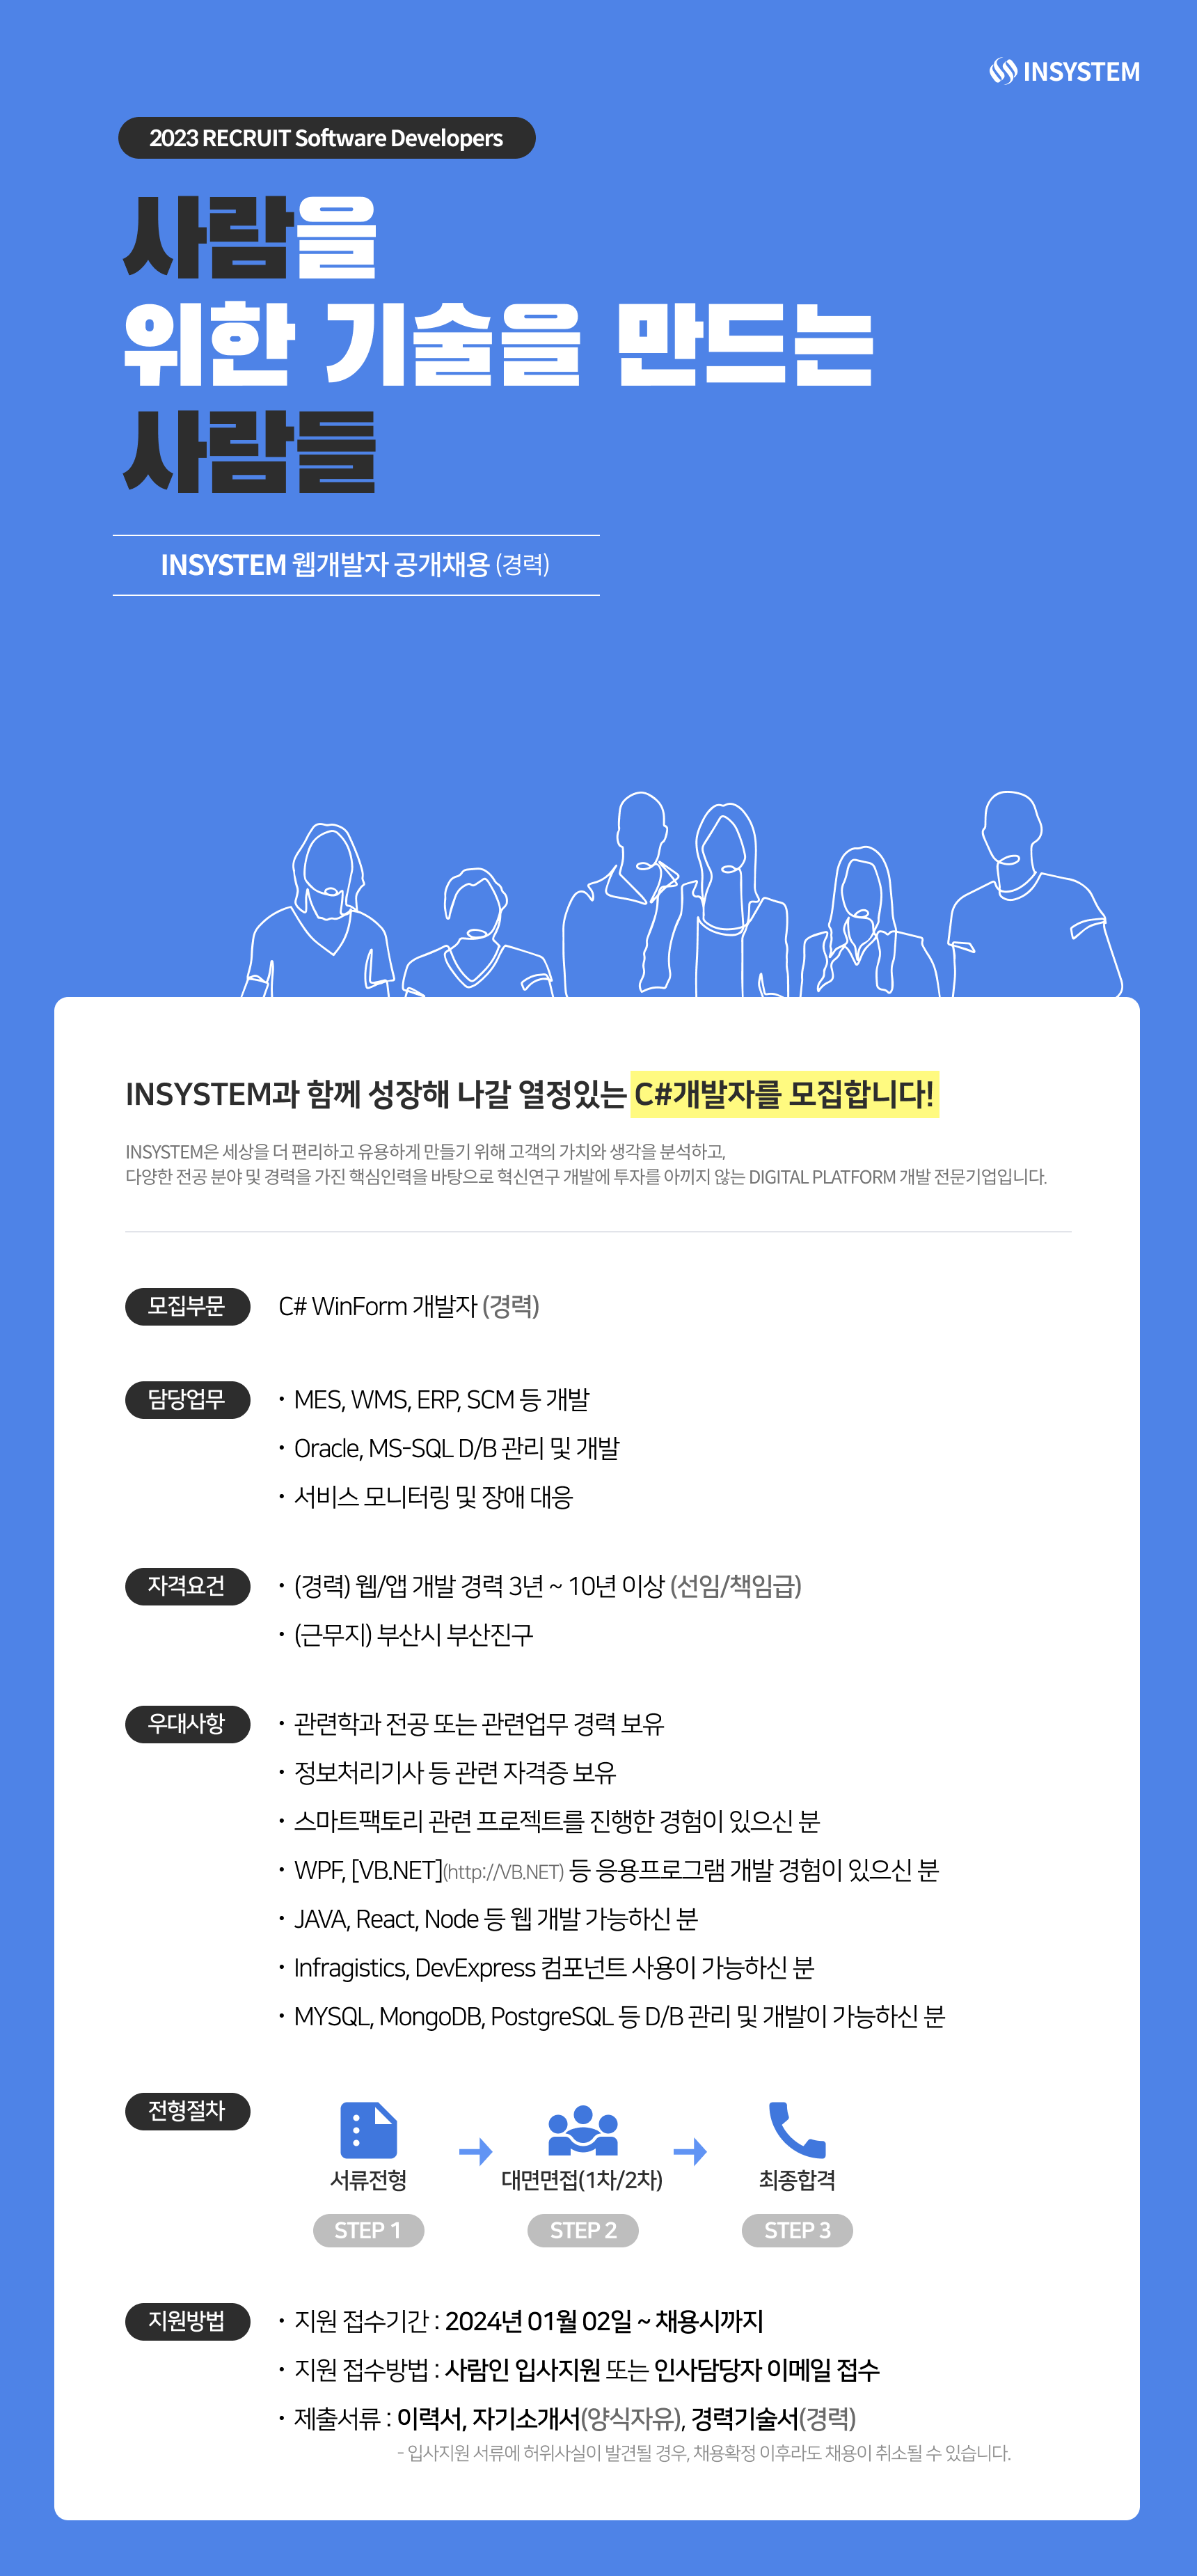 INSYSTEM
2023 RECRUIT Software Developers
사람을
위한 기술을 만드는
사람들
INSYSTEM 웹개발자 공개채용 (경력)
INSYSTEM과 함께 성장해 나갈 열정있는 C#개발자를 모집합니다!
INSYSTEM은 세상을 더 편리하고 유용하게 만들기 위해 고객의 가치와 생각을 분석하고,
다양한 전공 분야 및 경력을 가진 핵심인력을 바탕으로 혁신연구 개발에 투자를 아끼지 않는 DIGITAL PLATFORM 개발 전문기업입니다.
모집부문 C# WinForm 개발자 (경력)
담당업무 • MES, WMS, ERP, SCM 등 개발
• Oracle, MS-SQL D/B 관리 및 개발
• 서비스 모니터링 및 장애 대응
자격요건 • (경력) 웹/앱 개발 경력 3년 ~ 10년 이상 (선임/책임급)
• (근무지) 부산시 부산진구
우대사항 • 관련학과 전공 또는 관련업무 경력 보유
• 정보처리기사 등 관련 자격증 보유
• 스마트팩토리 관련 프로젝트를 진행한 경험이 있으신 분
• WPF, [VB.NET](http://VB.NET) 등 응용프로그램 개발 경험이 있으신 분
• JAVA, React, Node 등 웹 개발 가능하신 분
• Infragistics, DevExpress 컴포넌트 사용이 가능하신 분
• MYSQL, MongoDB, PostgreSQL 등 D/B 관리 및 개발이 가능하신 분
전형절차
서류전형 대면면접(1차/2차) 최종합격
STEP 1 STEP 2 STEP 3
지원방법 • 지원 접수기간 : 2024년 01월 02일 ~ 채용시까지
• 지원 접수방법 : 사람인 입사지원 또는 인사담당자 이메일 접수
• 제출서류 : 이력서, 자기소개서(양식자유), 경력기술서(경력)
- 입사지원 서류에 허위사실이 발견될 경우, 채용확정 이후라도 채용이 취소될 수 있습니다.